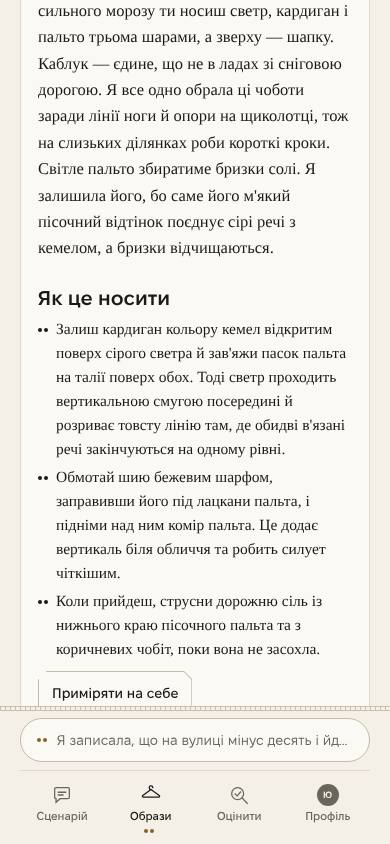 сильного морозу ти носиш светр, кардиган і
пальто трьома шарами, а зверху — шапку.
Каблук — єдине, що не в ладах зі сніговою
дорогою. Я все одно обрала ці чоботи
заради лінії ноги й опори на щиколотці, тож
на слизьких ділянках роби короткі кроки.
Світле пальто збиратиме бризки солі. Я
залишила його, бо саме його м'який
пісочний відтінок поєднує сірі речі з
кемелом, а бризки відчищаються.
Як це носити
•• Залиш кардиган кольору кемел відкритим
поверх сірого светра й зав'яжи пасок пальта
на талії поверх обох. Тоді светр проходить
вертикальною смугою посередині й
розриває товсту лінію там, де обидві в'язані
речі закінчуються на одному рівні.
•• Обмотай шию бежевим шарфом,
заправивши його під лацкани пальта, і
підніми над ним комір пальта. Це додає
вертикаль біля обличчя та робить силует
чіткішим.
•• Коли прийдеш, струсни дорожню сіль із
нижнього краю пісочного пальта та з
коричневих чобіт, поки вона не засохла.
Приміряти на себе
•• Я записала, що на вулиці мінус десять і йд...
Сценарій
Образи
Оцінити
Ю
Профіль